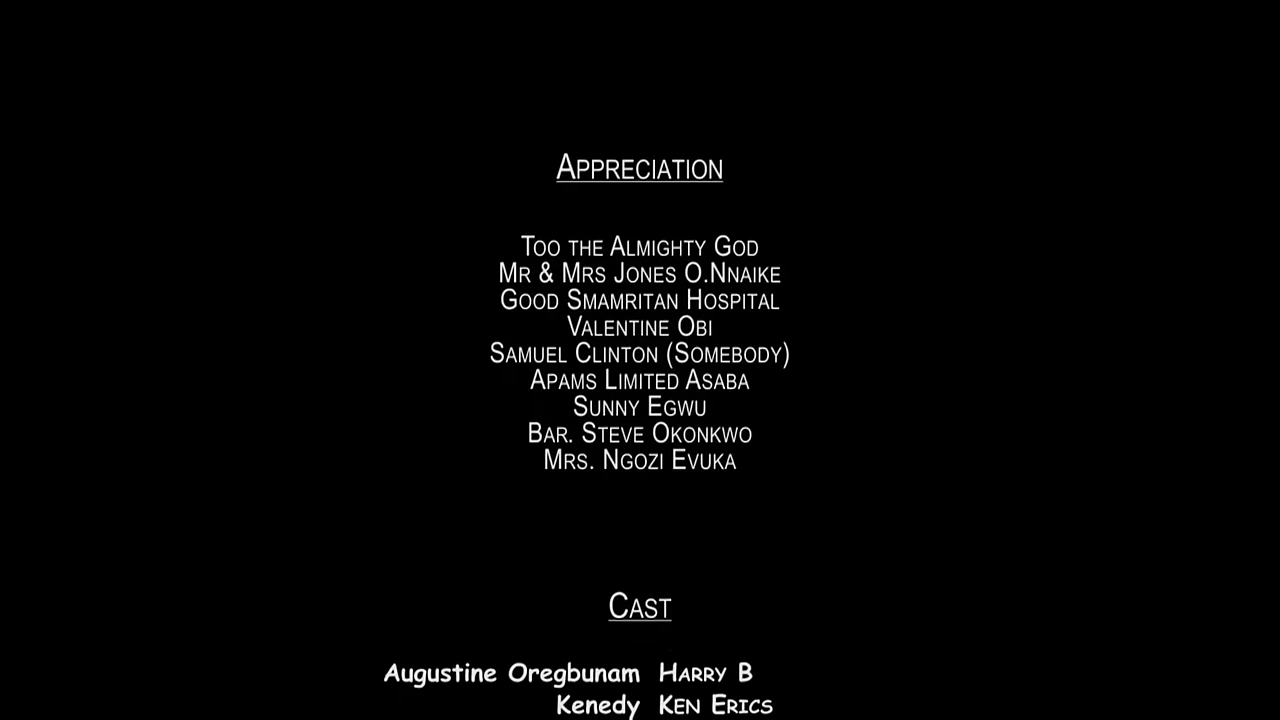 APPRECIATION
TOO THE ALMIGHTY GOD
MR & MRS JONES O.NNAIKE
GOOD SMAMRITAN HOSPITAL
VALENTINE OBI
SAMUEL CLINTON (SOMEBODY)
APAMS LIMITED ASABA
SUNNY EGWU
BAR. STEVE OKONKWO
MRS. NGOZI EVUKA
CAST
Augustine Oregbunam HARRY B
Kenedy KEN ERICS